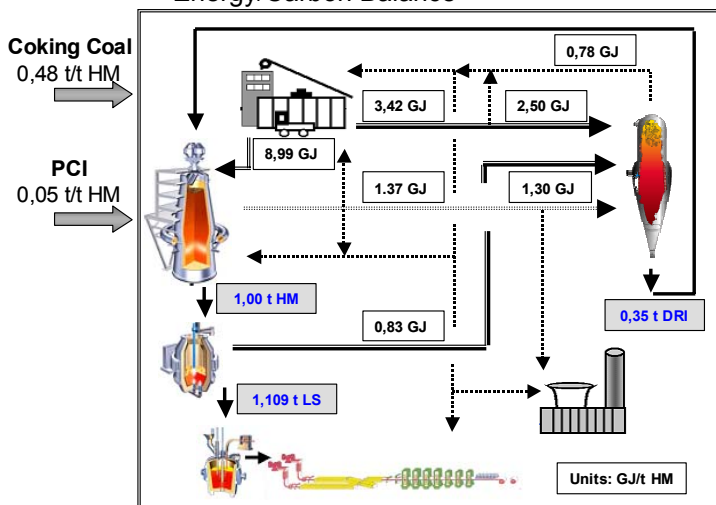 Energy/Carbon Balance
Coking Coal
0,48 t/t HM
PCI
0,05 t/t HM
0,78 GJ
3,42 GJ
2,50 GJ
8,99 GJ
1.37 GJ
1,30 GJ
1,00 t HM
0,83 GJ
0,35 t DRI
1,109 t LS
Units: GJ/t HM